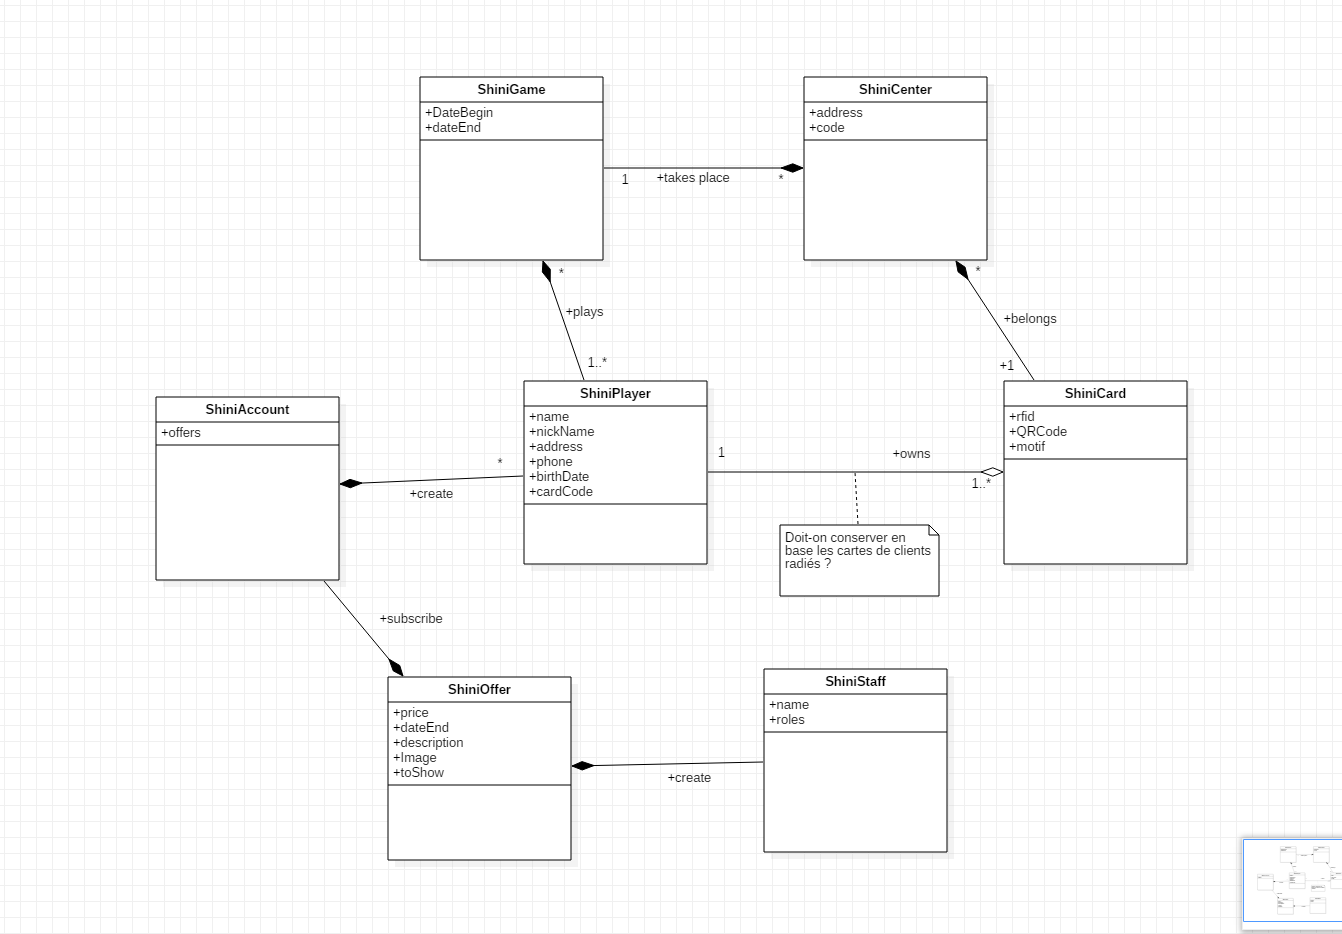 ShiniGame
+DateBegin
+dateEnd
ShiniCenter
+address
+code
1
+takes place
*
*
+plays
1..*
*
+belongs
+1
ShiniAccount
+offers
ShiniPlayer
+name
+nickName
+address
+phone
+birthDate
+cardCode
ShiniCard
+rfid
+QRCode
+motif
*
+create
1
+owns
1..*
Doit-on conserver en
base les cartes de clients
radiés ?
+subscribe
ShiniOffer
+price
+dateEnd
+description
+Image
+toShow
ShiniStaff
+name
+roles
+create